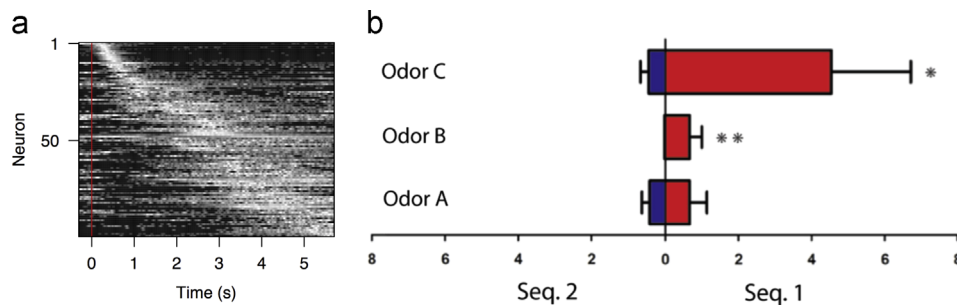 a
1
50
Neuron
0 1 2 3 4 5
Time (s)
b
Odor C
*
Odor B
**
Odor A
8 6 4 2 0 2 4 6 8
Seq. 2 Seq. 1